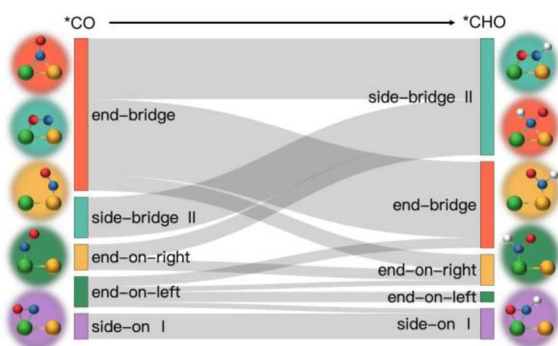 *CO
*CHO
end-bridge
side-bridge II
end-on-right
end-on-left
side-on I
side-bridge II
end-bridge
end-on-right
end-on-left
side-on I